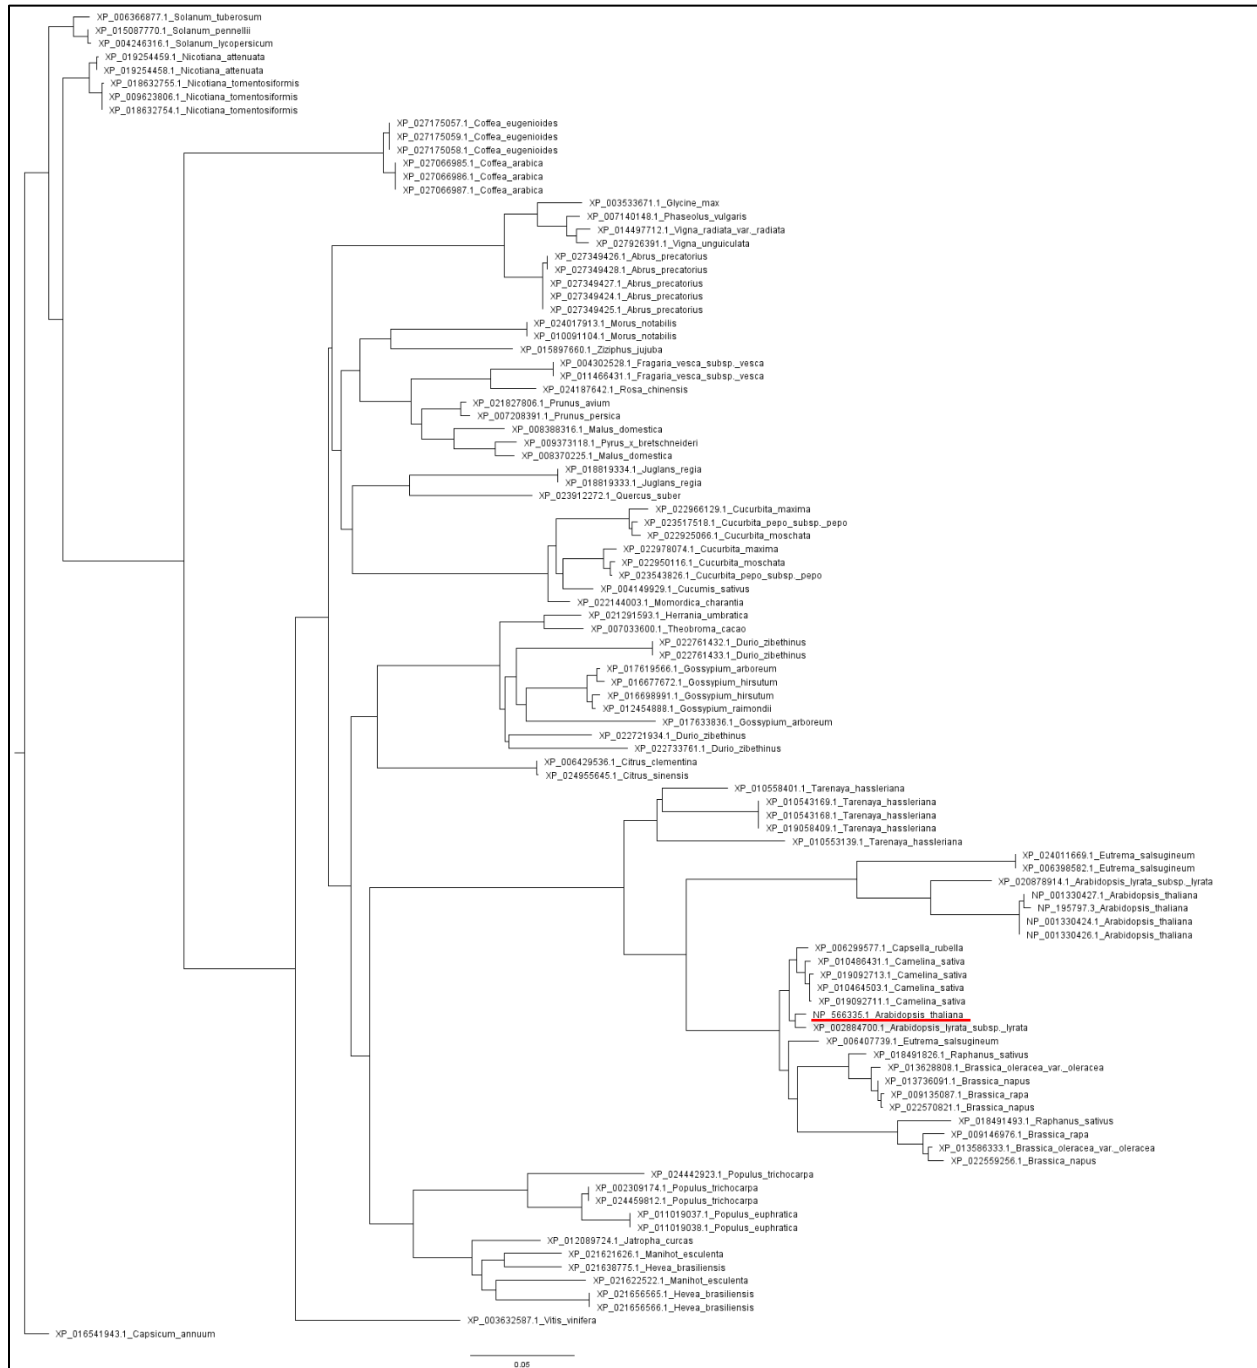 XP_006366877.1_Solanum_tuberosum
XP_015087770.1_Solanum_pennellii
XP_004246316.1_Solanum_lycopersicum
XP_019254459.1_Nicotiana_attenuata
XP_019254458.1_Nicotiana_attenuata
XP_018632755.1_Nicotiana_tomentosiformis
XP_009623806.1_Nicotiana_tomentosiformis
XP_018632754.1_Nicotiana_tomentosiformis
XP_027175057.1_Coffea_eugenioides
XP_027175059.1_Coffea_eugenioides
XP_027175058.1_Coffea_eugenioides
XP_027066985.1_Coffea_arabica
XP_027066986.1_Coffea_arabica
XP_027066987.1_Coffea_arabica
XP_003533671.1_Glycine_max
XP_007140148.1_Phaseolus_vulgaris
XP_014497712.1_Vigna_radiata_var._radiata
XP_027926391.1_Vigna_unguiculata
XP_027349426.1_Abrus_precatorius
XP_027349428.1_Abrus_precatorius
XP_027349427.1_Abrus_precatorius
XP_027349424.1_Abrus_precatorius
XP_027349425.1_Abrus_precatorius
XP_024017913.1_Morus_notabilis
XP_010091104.1_Morus_notabilis
XP_015897660.1_Ziziphus_jujuba
XP_004302528.1_Fragaria_vesca_subsp._vesca
XP_011466431.1_Fragaria_vesca_subsp._vesca
XP_024187642.1_Rosa_chinensis
XP_021827806.1_Prunus_avium
XP_007208391.1_Prunus_persica
XP_008388316.1_Malus_domestica
XP_009373118.1_Pyrus_x_bretschneideri
XP_008370225.1_Malus_domestica
XP_018819334.1_Juglans_regia
XP_018819333.1_Juglans_regia
XP_023912272.1_Quercus_suber
XP_022966129.1_Cucurbita_maxima
XP_023517518.1_Cucurbita_pepo_subsp._pepo
XP_022925066.1_Cucurbita_moschata
XP_022978074.1_Cucurbita_maxima
XP_022950116.1_Cucurbita_moschata
XP_023543826.1_Cucurbita_pepo_subsp._pepo
XP_004149929.1_Cucumis_sativus
XP_022144003.1_Momordica_charantia
XP_021291593.1_Herrania_umbratica
XP_007033600.1_Theobroma_cacao
XP_022761432.1_Durio_zibethinus
XP_022761433.1_Durio_zibethinus
XP_017619566.1_Gossypium_arboreum
XP_016677672.1_Gossypium_hirsutum
XP_016698991.1_Gossypium_hirsutum
XP_012454888.1_Gossypium_raimondii
XP_017633836.1_Gossypium_arboreum
XP_022721934.1_Durio_zibethinus
XP_022733761.1_Durio_zibethinus
XP_006429536.1_Citrus_clementina
XP_024955645.1_Citrus_sinensis
XP_010558401.1_Tarenaya_hassleriana
XP_010543169.1_Tarenaya_hassleriana
XP_010543168.1_Tarenaya_hassleriana
XP_019058409.1_Tarenaya_hassleriana
XP_010553139.1_Tarenaya_hassleriana
XP_024011669.1_Eutrema_salsugineum
XP_006398582.1_Eutrema_salsugineum
XP_020878914.1_Arabidopsis_lyrata_subsp._lyrata
NP_001330427.1_Arabidopsis_thaliana
NP_195797.3_Arabidopsis_thaliana
NP_001330424.1_Arabidopsis_thaliana
NP_001330426.1_Arabidopsis_thaliana
XP_006299577.1_Capsella_rubella
XP_010486431.1_Camelina_sativa
XP_019092713.1_Camelina_sativa
XP_010464503.1_Camelina_sativa
XP_019092711.1_Camelina_sativa
NP_566335.1_Arabidopsis_thaliana
XP_002884700.1_Arabidopsis_lyrata_subsp._lyrata
XP_006407739.1_Eutrema_salsugineum
XP_018491826.1_Raphanus_sativus
XP_013628808.1_Brassica_oleracea_var._oleracea
XP_013736091.1_Brassica_napus
XP_009135087.1_Brassica_rapa
XP_022570821.1_Brassica_napus
XP_018491493.1_Raphanus_sativus
XP_009146976.1_Brassica_rapa
XP_013586333.1_Brassica_oleracea_var._oleracea
XP_022559256.1_Brassica_napus
XP_024442923.1_Populus_trichocarpa
XP_002309174.1_Populus_trichocarpa
XP_024459812.1_Populus_trichocarpa
XP_011019037.1_Populus_euphratica
XP_011019038.1_Populus_euphratica
XP_012089724.1_Jatropha_curcas
XP_021621626.1_Manihot_esculenta
XP_021638775.1_Hevea_brasiliensis
XP_021622522.1_Manihot_esculenta
XP_021656565.1_Hevea_brasiliensis
XP_021656566.1_Hevea_brasiliensis
XP_003632587.1_Vitis_vinifera
XP_016541943.1_Capsicum_annuum
0.05